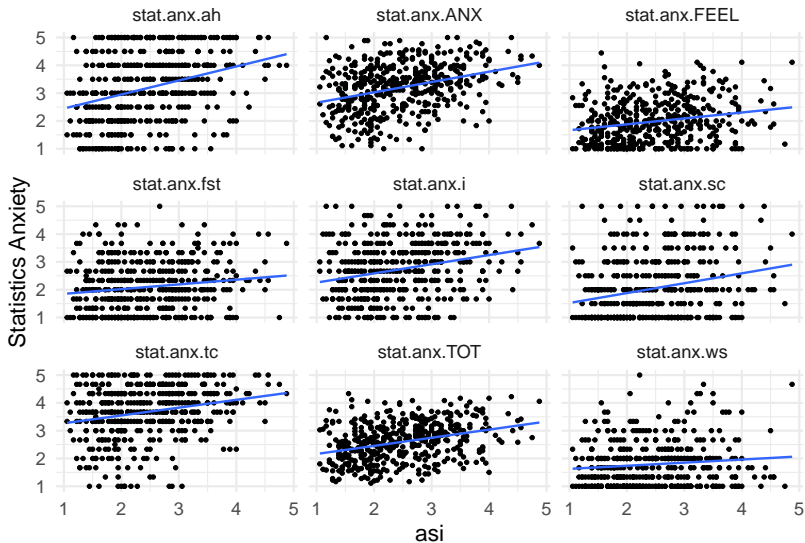 stat.anx.ah stat.anx.ANX stat.anx.FEEL
5
4
3
2
1
stat.anx.fst stat.anx.i stat.anx.sc
5
4
3
2
1
stat.anx.tc stat.anx.TOT stat.anx.ws
5
4
3
2
1
1 2 3 4 5 1 2 3 4 5 1 2 3 4 5
Statistics Anxiety
asi